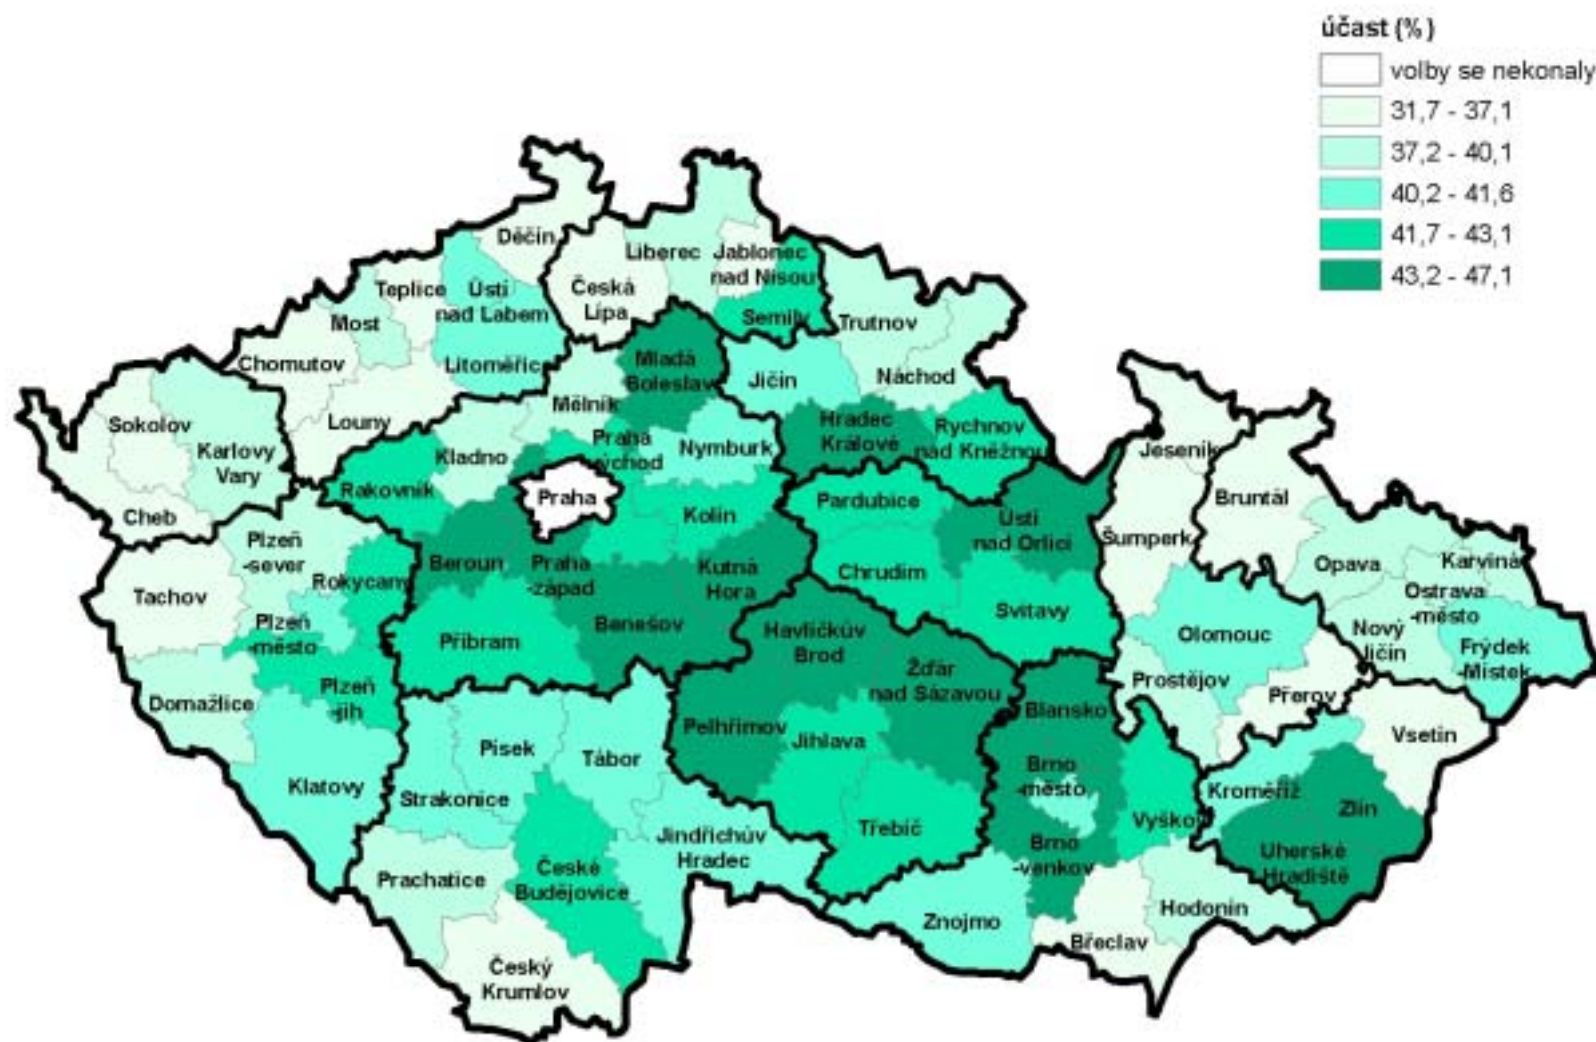 účast (%)
volby se nekonaly
31,7 - 37,1
37,2 - 40,1
40,2 - 41,6
41,7 - 43,1
43,2 - 47,1
Děčín
Liberec
Jablonec
nad Nisou
Teplice
Ústí
nad Labem
Česká
Lípa
Most
Semily
Trutnov
Chomutov
Litoměřice
Mladá
Boleslav
Jičín
Náchod
Mělník
Sokolov
Louny
Karlovy
Vary
Kladno
Praha
-východ
Nymburk
Hradec
Králové
Rychnov
nad Kněžnou
Jeseník
Rakovník
Praha
Cheb
Kolín
Pardubice
Ústí
nad Orlicí
Bruntál
Šumperk
Plzeň
-sever
Rokycany
Beroun
Praha
-západ
Kutná
Hora
Chrudim
Opava
Karviná
Ostrava
-město
Tachov
Svitavy
Plzeň
-město
Příbram
Benešov
Havlíčkův
Brod
Olomouc
Nový
Jičín
Frýdek
-Místek
Žďár
nad Sázavou
Prostějov
Přerov
Domažlice
Plzeň
-jih
Pelhřimov
Jihlava
Blansko
Vsetín
Písek
Tábor
Klatovy
Strakonice
Brno
-město
Kroměříž
Zlín
Vyškov
Třebíč
Jindřichův
Hradec
Brno
-venkov
Uherské
Hradiště
Prachatice
České
Budějovice
Znojmo
Hodonín
Břeclav
Český
Krumlov